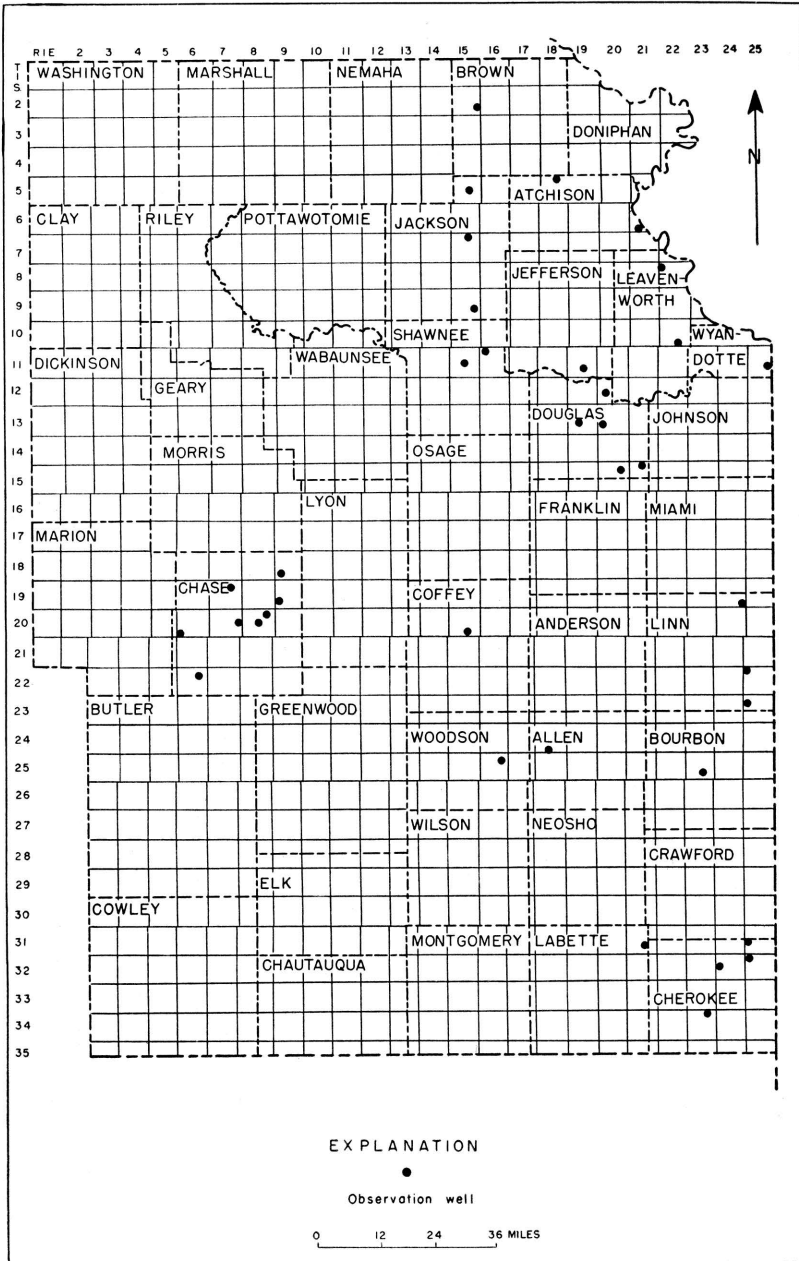 R I E 2 3 4 5 6 7 8 9 10 11 12 13 14 15 16 17 18 19 20 21 22 23 24 25
T
I
S.
WASHINGTON MARSHALL NEMAHA BROWN
2
3 DONIPHAN
4
N
5 ATCHISON
6 CLAY RILEY POTTAWOTOMIE JACKSON
7
8 JEFFERSON LEAVEN-
9 WORTH
10 SHAWNEE WYAN-
11 DICKINSON WABAUNSEE DOTTE
12 GEARY
13 DOUGLAS JOHNSON
14 MORRIS OSAGE
15
16 LYON FRANKLIN MIAMI
17 MARION
18
19 CHASE COFFEY
20 ANDERSON LINN
21
22
23 BUTLER GREENWOOD
24 WOODSON ALLEN BOURBON
25
26
27 WILSON NEOSHO
28 CRAWFORD
29 ELK
30 COWLEY
31 MONTGOMERY LABETTE
32 CHAUTAUQUA
33 CHEROKEE
34
35
EXPLANATION
Observation well
0 12 24 36 MILES